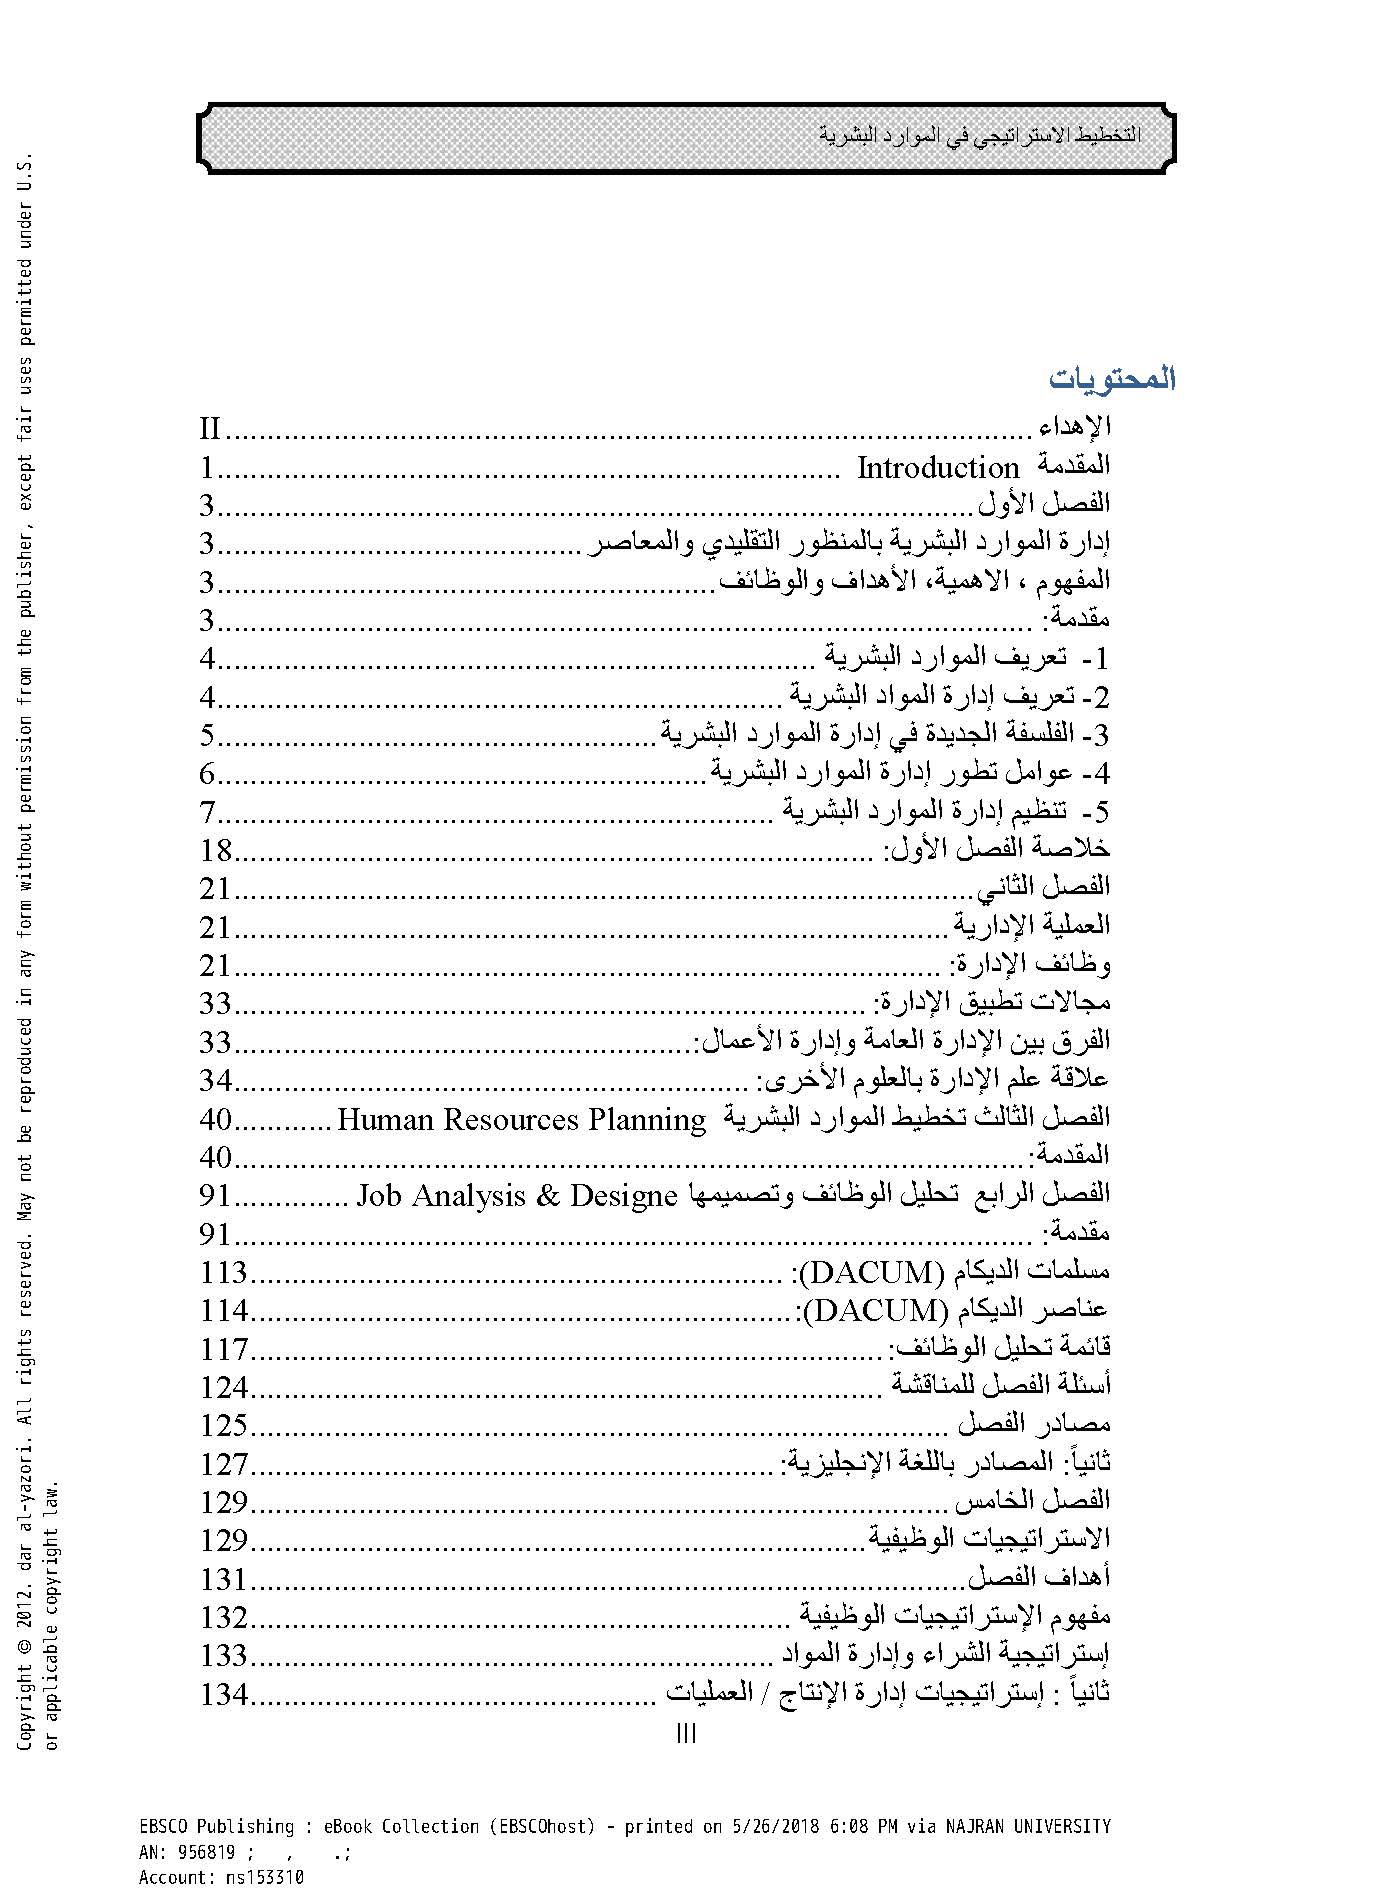 التخطيط الاستراتيجي في الموارد البشرية
المحتويات
الإهداء ........ II
المقدمة Introduction ........ 1
الفصل الأول ........ 3
إدارة الموارد البشرية بالمنظور التقليدي والمعاصر ........ 3
المفهوم ، الاهمية، الأهداف والوظائف ........ 3
مقدمة: ........ 3
1- تعريف الموارد البشرية ........ 4
2- تعريف إدارة المواد البشرية ........ 4
3- الفلسفة الجديدة في إدارة الموارد البشرية ........ 5
4- عوامل تطور إدارة الموارد البشرية ........ 6
5- تنظيم إدارة الموارد البشرية ........ 7
خلاصة الفصل الأول: ........ 18
الفصل الثاني ........ 21
العملية الإدارية ........ 21
وظائف الإدارة: ........ 21
مجالات تطبيق الإدارة: ........ 33
الفرق بين الإدارة العامة وإدارة الأعمال: ........ 33
علاقة علم الإدارة بالعلوم الأخرى: ........ 34
الفصل الثالث تخطيط الموارد البشرية Human Resources Planning ........ 40
المقدمة: ........ 40
الفصل الرابع تحليل الوظائف وتصميمها Job Analysis & Designe ........ 91
مقدمة: ........ 91
مسلمات الديكام (DACUM): ........ 113
عناصر الديكام (DACUM): ........ 114
قائمة تحليل الوظائف: ........ 117
أسئلة الفصل للمناقشة ........ 124
مصادر الفصل ........ 125
ثانياً: المصادر باللغة الإنجليزية: ........ 127
الفصل الخامس ........ 129
الاستراتيجيات الوظيفية ........ 129
أهداف الفصل ........ 131
مفهوم الإستراتيجيات الوظيفية ........ 132
إستراتيجية الشراء وإدارة المواد ........ 133
ثانياً : إستراتيجيات إدارة الإنتاج / العمليات ........ 134
III
Copyright © 2012. dar al-yazori. All rights reserved. May not be reproduced in any form without permission from the publisher, except fair uses permitted under U.S.
or applicable copyright law.
EBSCO Publishing : eBook Collection (EBSCOhost) - printed on 5/26/2018 6:08 PM via NAJRAN UNIVERSITY
AN: 956819 ; , .;
Account: ns153310